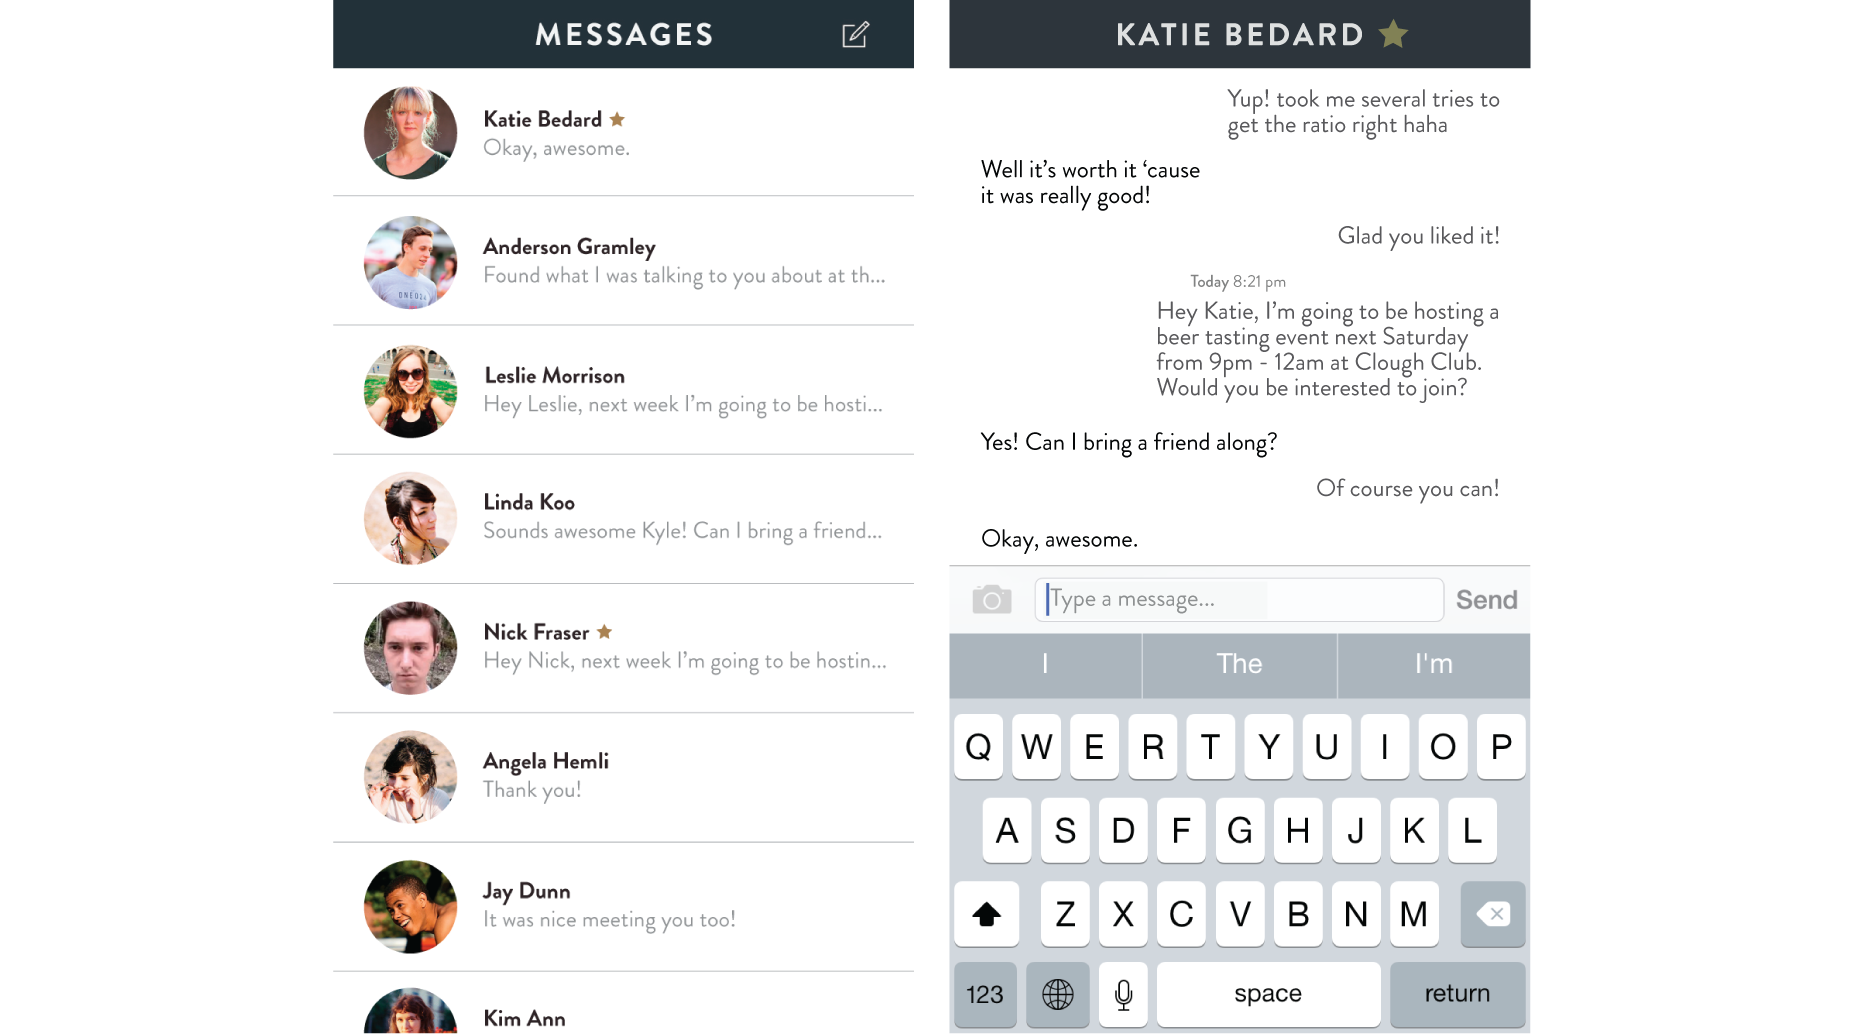 MESSAGES
Katie Bedard
Okay, awesome.
Anderson Gramley
Found what I was talking to you about at th...
Leslie Morrison
Hey Leslie, next week I’m going to be hosti...
Linda Koo
Sounds awesome Kyle! Can I bring a friend...
Nick Fraser
Hey Nick, next week I’m going to be hostin...
Angela Hemli
Thank you!
Jay Dunn
It was nice meeting you too!
Kim Ann
KATIE BEDARD
Yup! took me several tries to
get the ratio right haha
Well it’s worth it ‘cause
it was really good!
Glad you liked it!
Today 8:21 pm
Hey Katie, I’m going to be hosting a
beer tasting event next Saturday
from 9pm - 12am at Clough Club.
Would you be interested to join?
Yes! Can I bring a friend along?
Of course you can!
Okay, awesome.
Type a message... Send
I The I'm
Q W E R T Y U I O P
A S D F G H J K L
Z X C V B N M
123 space return